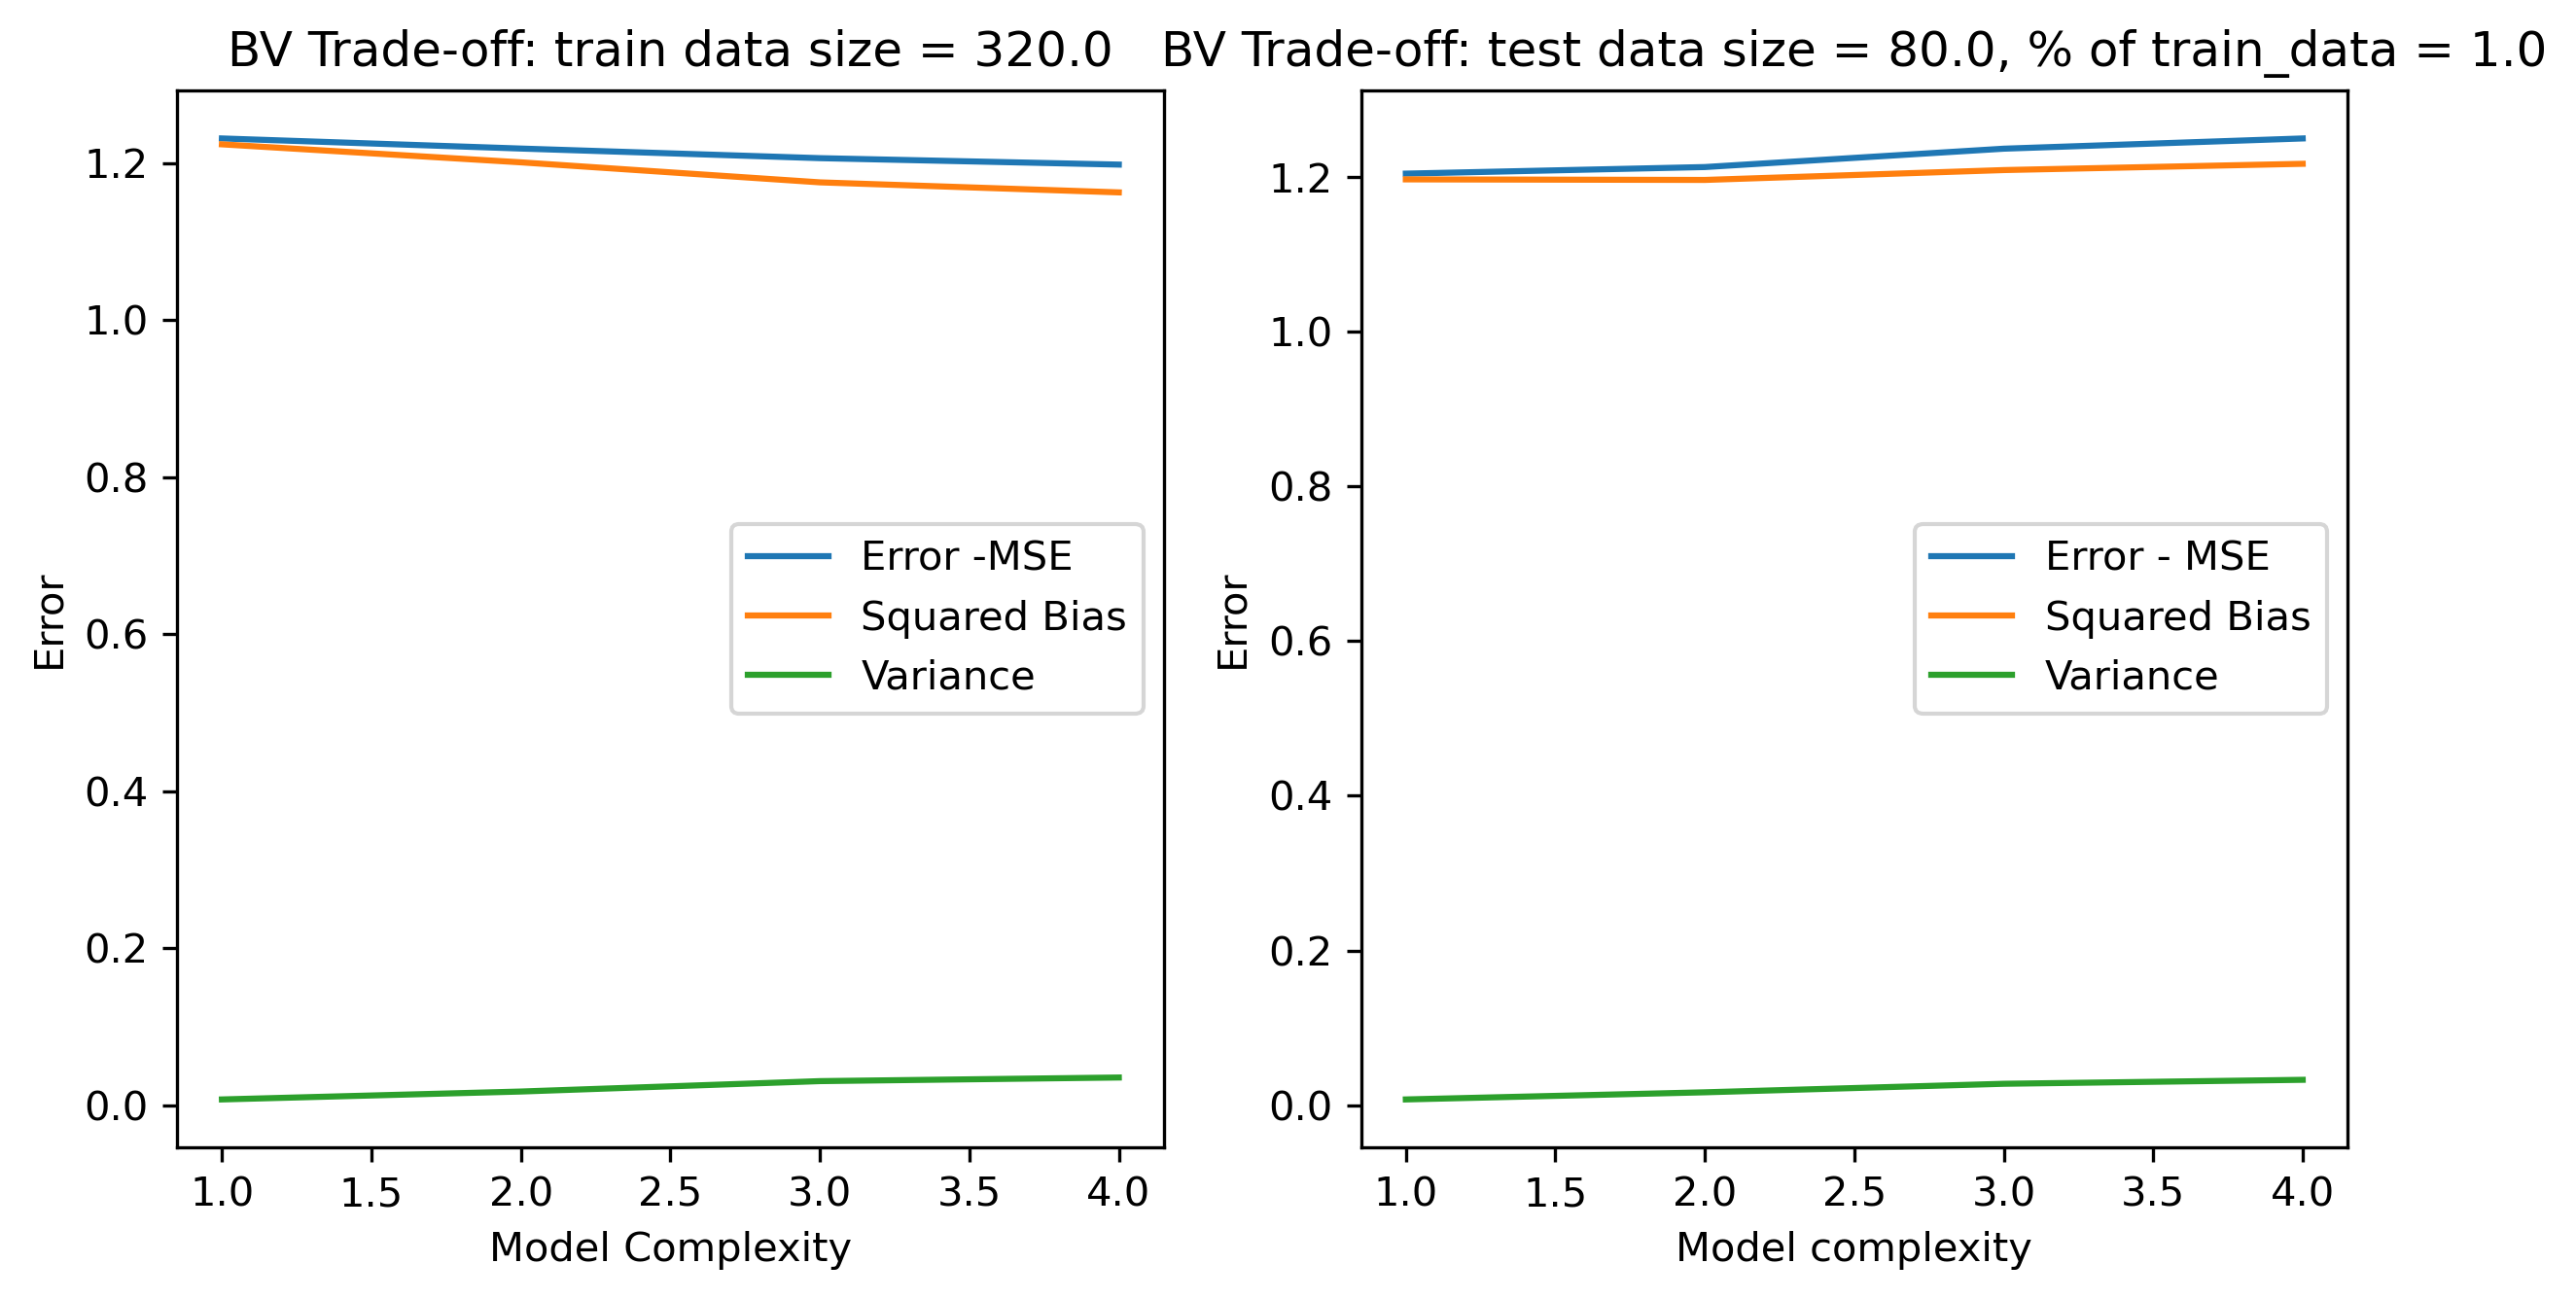 BV Trade-off: train data size = 320.0
BV Trade-off: test data size = 80.0, % of train_data = 1.0
1.2
1.0
0.8
0.6
0.4
0.2
0.0
Error
Error -MSE
Squared Bias
Variance
1.0 1.5 2.0 2.5 3.0 3.5 4.0
Model Complexity
1.2
1.0
0.8
0.6
0.4
0.2
0.0
Error
Error - MSE
Squared Bias
Variance
1.0 1.5 2.0 2.5 3.0 3.5 4.0
Model complexity